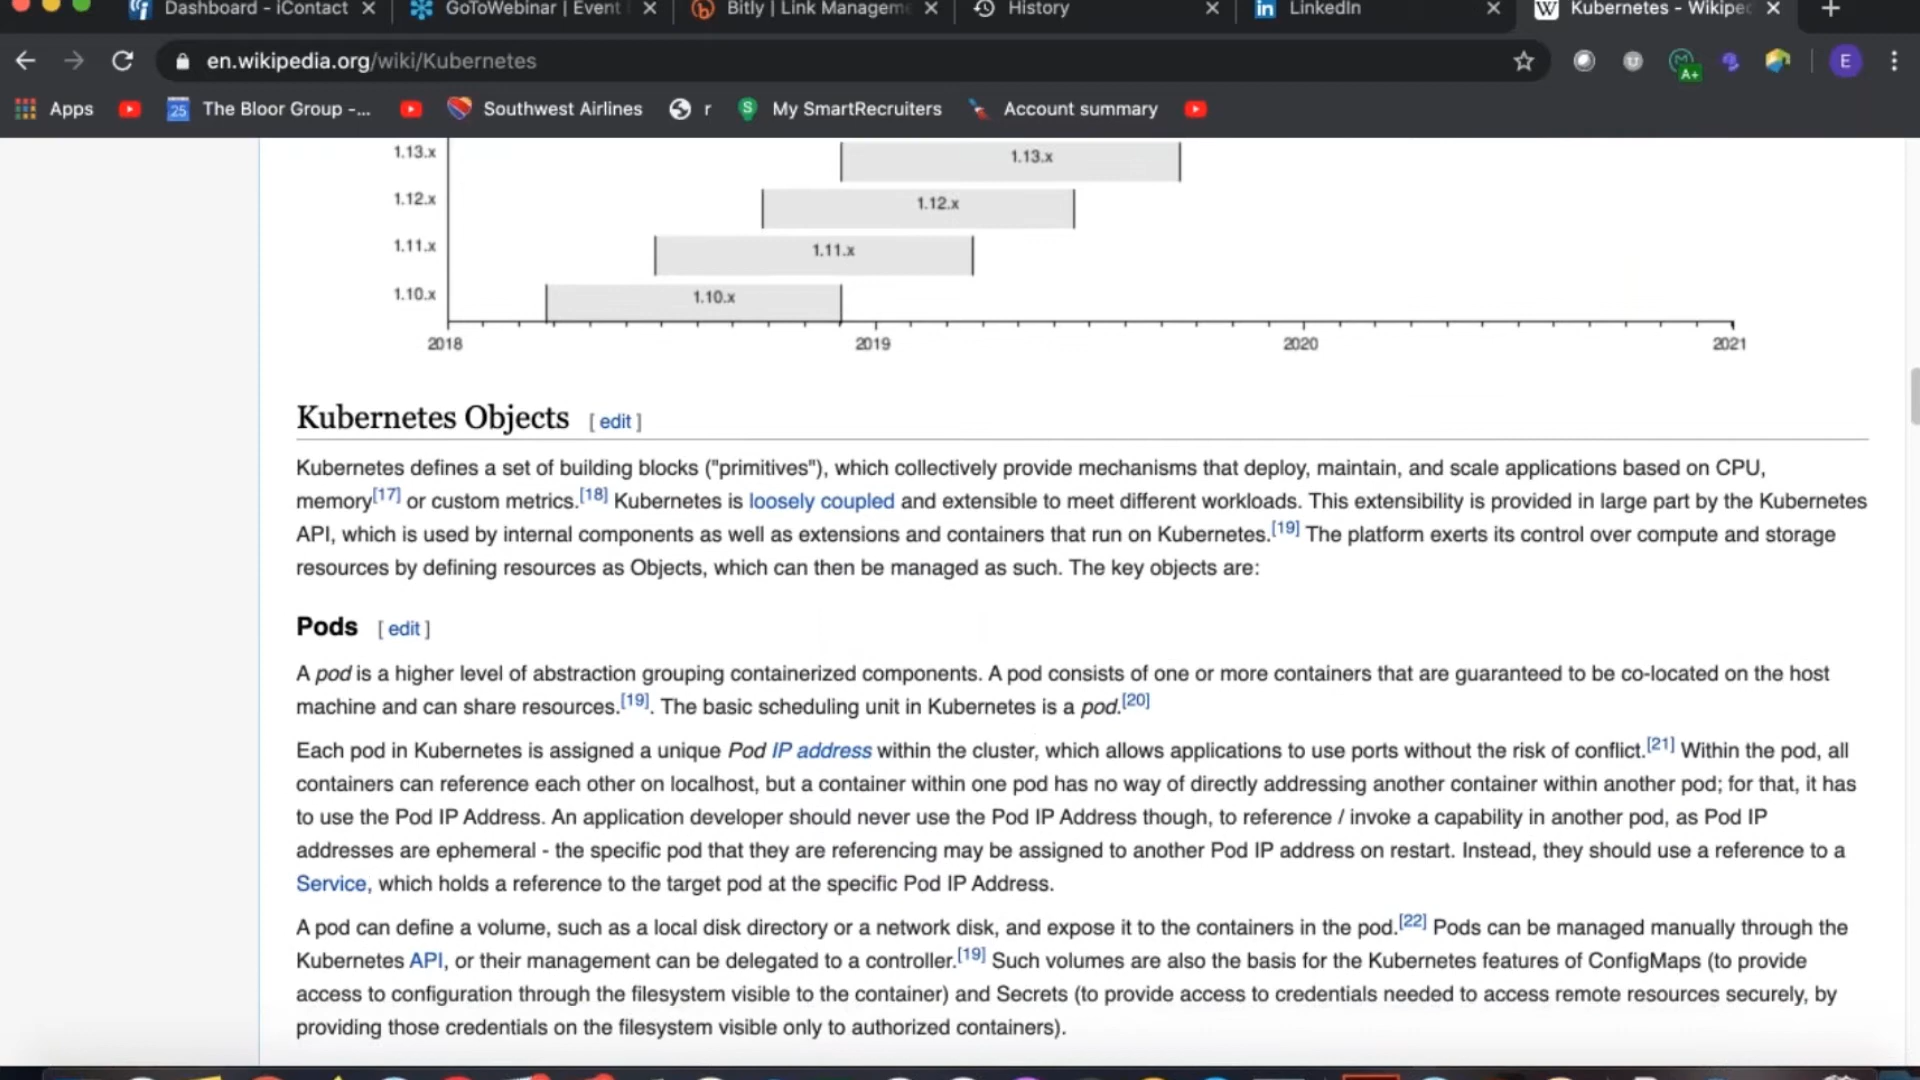 Dashboard - iContact
GoToWebinar | Event
Bitly | Link Manageme
History
LinkedIn
Kubernetes - Wikiped
en.wikipedia.org/wiki/Kubernetes
A+
E
Apps
25
The Bloor Group -...
Southwest Airlines
r
S
My SmartRecruiters
Account summary
1.13.x
1.13.x
1.12.x
1.12.x
1.11.x
1.11.x
1.10.x
1.10.x
2018
2019
2020
2021
Kubernetes Objects [ edit ]
Kubernetes defines a set of building blocks ("primitives"), which collectively provide mechanisms that deploy, maintain, and scale applications based on CPU,
memory[17] or custom metrics.[18] Kubernetes is loosely coupled and extensible to meet different workloads. This extensibility is provided in large part by the Kubernetes
API, which is used by internal components as well as extensions and containers that run on Kubernetes.[19] The platform exerts its control over compute and storage
resources by defining resources as Objects, which can then be managed as such. The key objects are:
Pods [ edit ]
A pod is a higher level of abstraction grouping containerized components. A pod consists of one or more containers that are guaranteed to be co-located on the host
machine and can share resources.[19]. The basic scheduling unit in Kubernetes is a pod.[20]
Each pod in Kubernetes is assigned a unique Pod IP address within the cluster, which allows applications to use ports without the risk of conflict.[21] Within the pod, all
containers can reference each other on localhost, but a container within one pod has no way of directly addressing another container within another pod; for that, it has
to use the Pod IP Address. An application developer should never use the Pod IP Address though, to reference / invoke a capability in another pod, as Pod IP
addresses are ephemeral - the specific pod that they are referencing may be assigned to another Pod IP address on restart. Instead, they should use a reference to a
Service, which holds a reference to the target pod at the specific Pod IP Address.
A pod can define a volume, such as a local disk directory or a network disk, and expose it to the containers in the pod.[22] Pods can be managed manually through the
Kubernetes API, or their management can be delegated to a controller.[19] Such volumes are also the basis for the Kubernetes features of ConfigMaps (to provide
access to configuration through the filesystem visible to the container) and Secrets (to provide access to credentials needed to access remote resources securely, by
providing those credentials on the filesystem visible only to authorized containers).